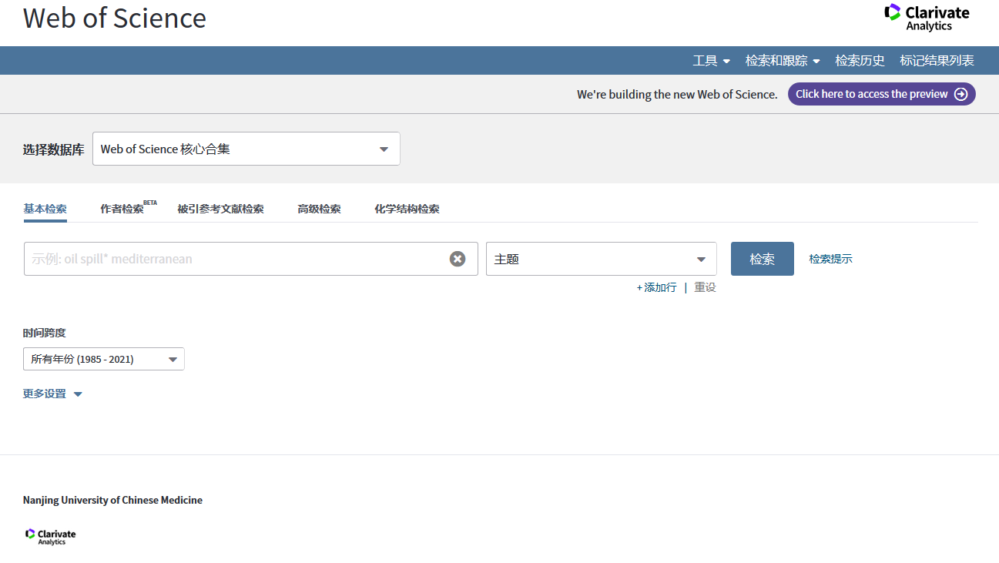 Web of Science
Clarivate
Analytics
工具 检索和跟踪 检索历史 标记结果列表
We're building the new Web of Science. Click here to access the preview
选择数据库 Web of Science 核心合集
基本检索 作者检索BETA 被引参考文献检索 高级检索 化学结构检索
示例: oil spill* mediterranean 主题 检索 检索提示
+ 添加行 | 重设
时间跨度
所有年份 (1985 - 2021)
更多设置
Nanjing University of Chinese Medicine
Clarivate
Analytics